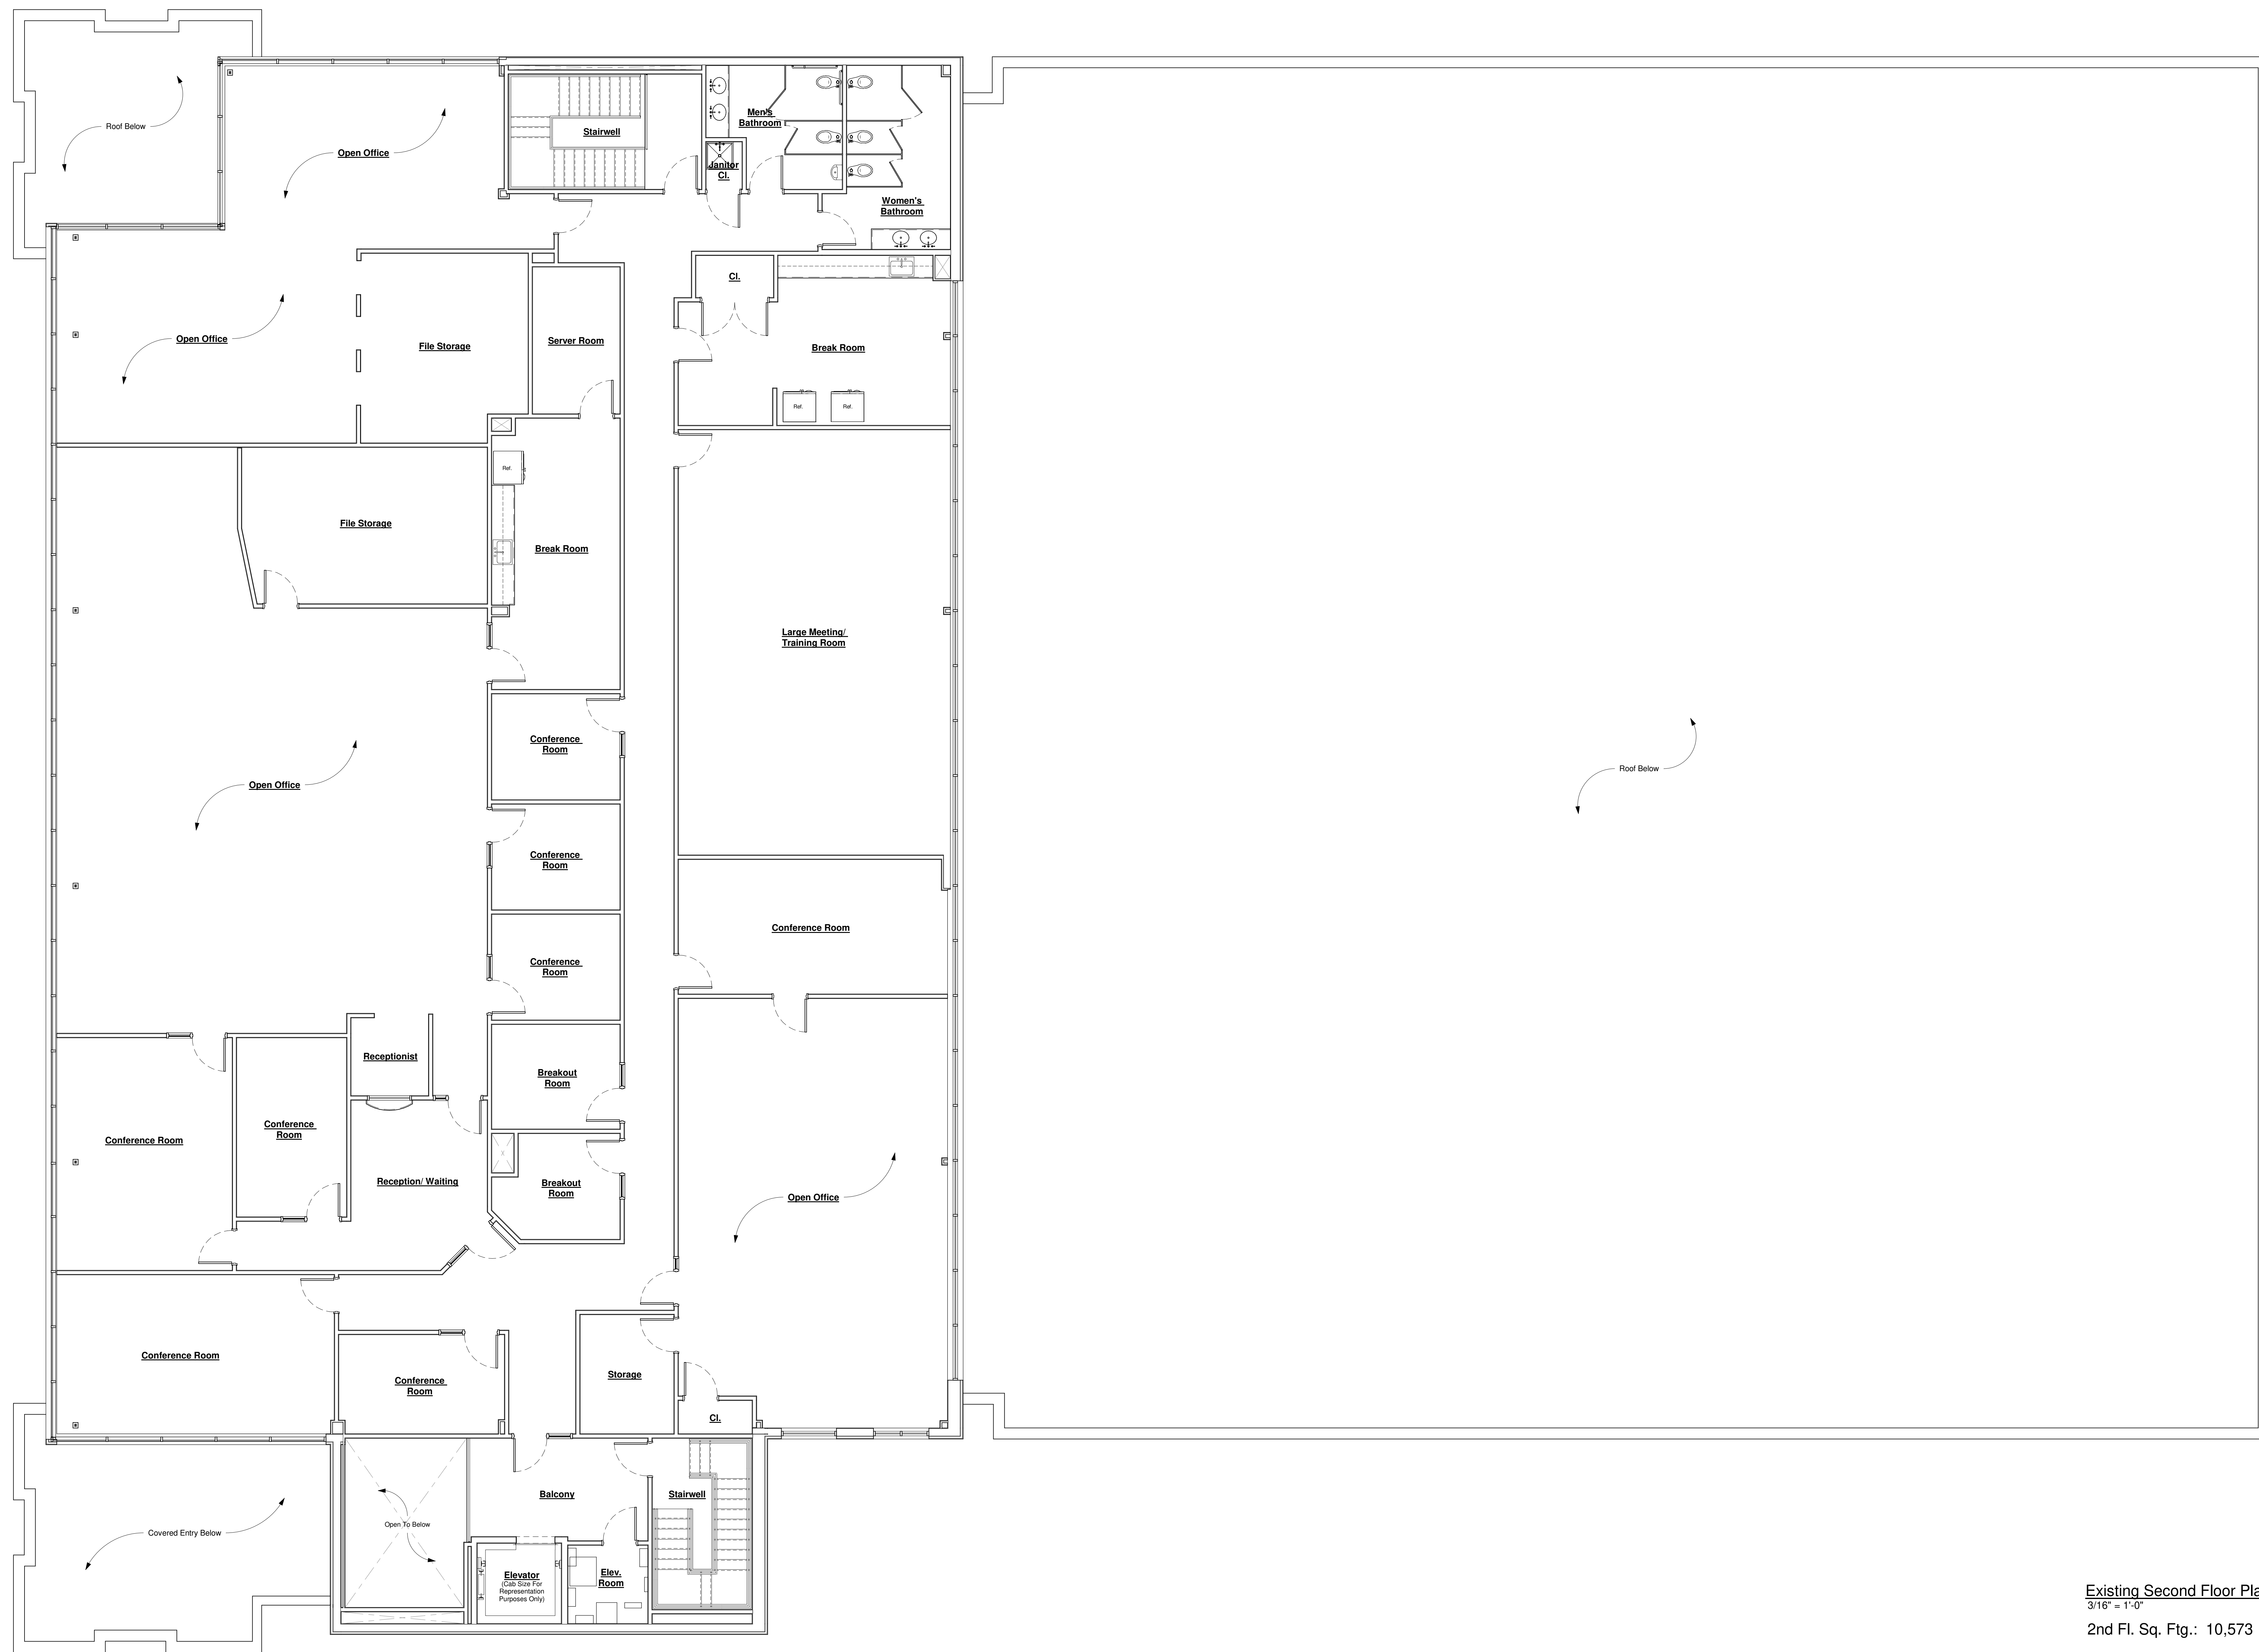 Roof Below
Open Office
Stairwell
Men's
Bathroom
Janitor
Cl.
Women's
Bathroom
Cl.
Open Office
File Storage
Server Room
Break Room
Ref.
Ref.
Ref.
File Storage
Break Room
Large Meeting/
Training Room
Conference
Room
Roof Below
Open Office
Conference
Room
Conference Room
Conference
Room
Receptionist
Breakout
Room
Conference Room
Conference
Room
Reception/ Waiting
Breakout
Room
Open Office
Conference Room
Conference
Room
Storage
Cl.
Balcony
Stairwell
Open To Below
Covered Entry Below
Elevator
(Cab Size For
Representation
Purposes Only)
Elev.
Room
Existing Second Floor Pla
3/16" = 1'-0"
2nd Fl. Sq. Ftg.: 10,573